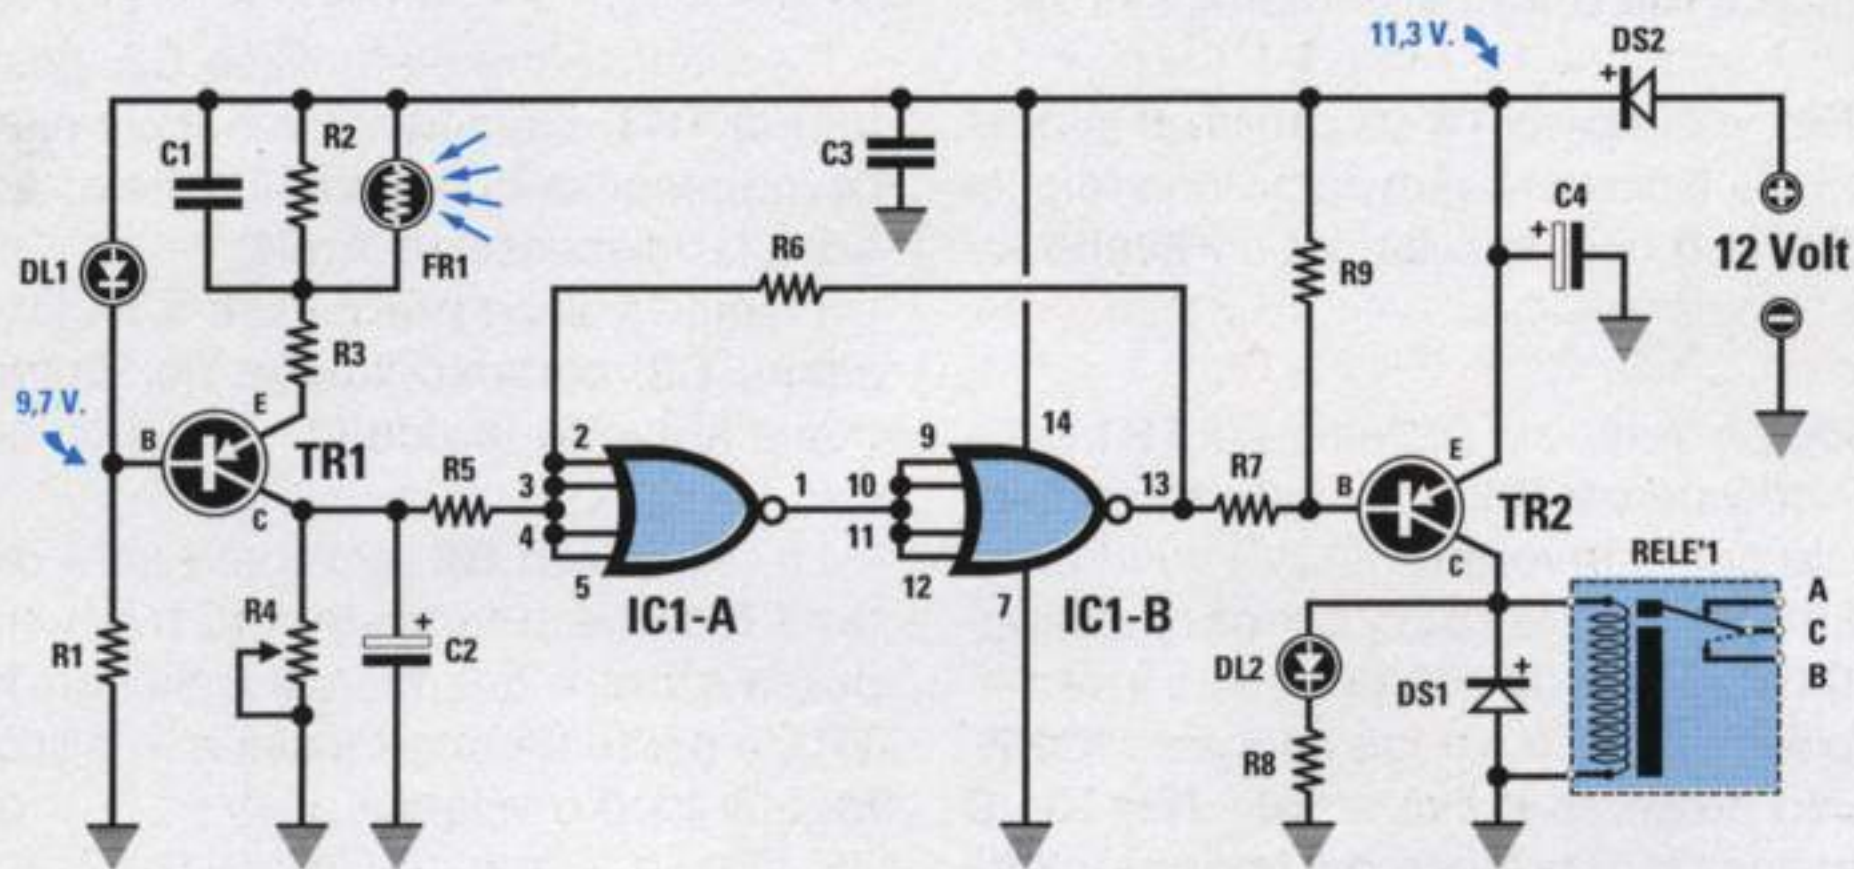 11,3 V.
DS2
+
C1
R2
C3
C4
+
12 Volt
DL1
FR1
R6
R9
R3
9,7 V.
B
E
C
TR1
R5
2
3
4
5
1
IC1-A
9
10
11
12
14
7
13
IC1-B
R7
B
E
C
TR2
RELE'1
A
C
B
R1
R4
+
C2
DL2
DS1
+
R8